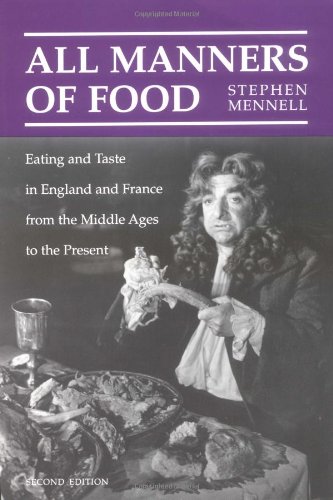 ALL MANNERS
OF FOOD
STEPHEN
MENNELL
Eating and Taste
in England and France
from the Middle Ages
to the Present
SECOND EDITION